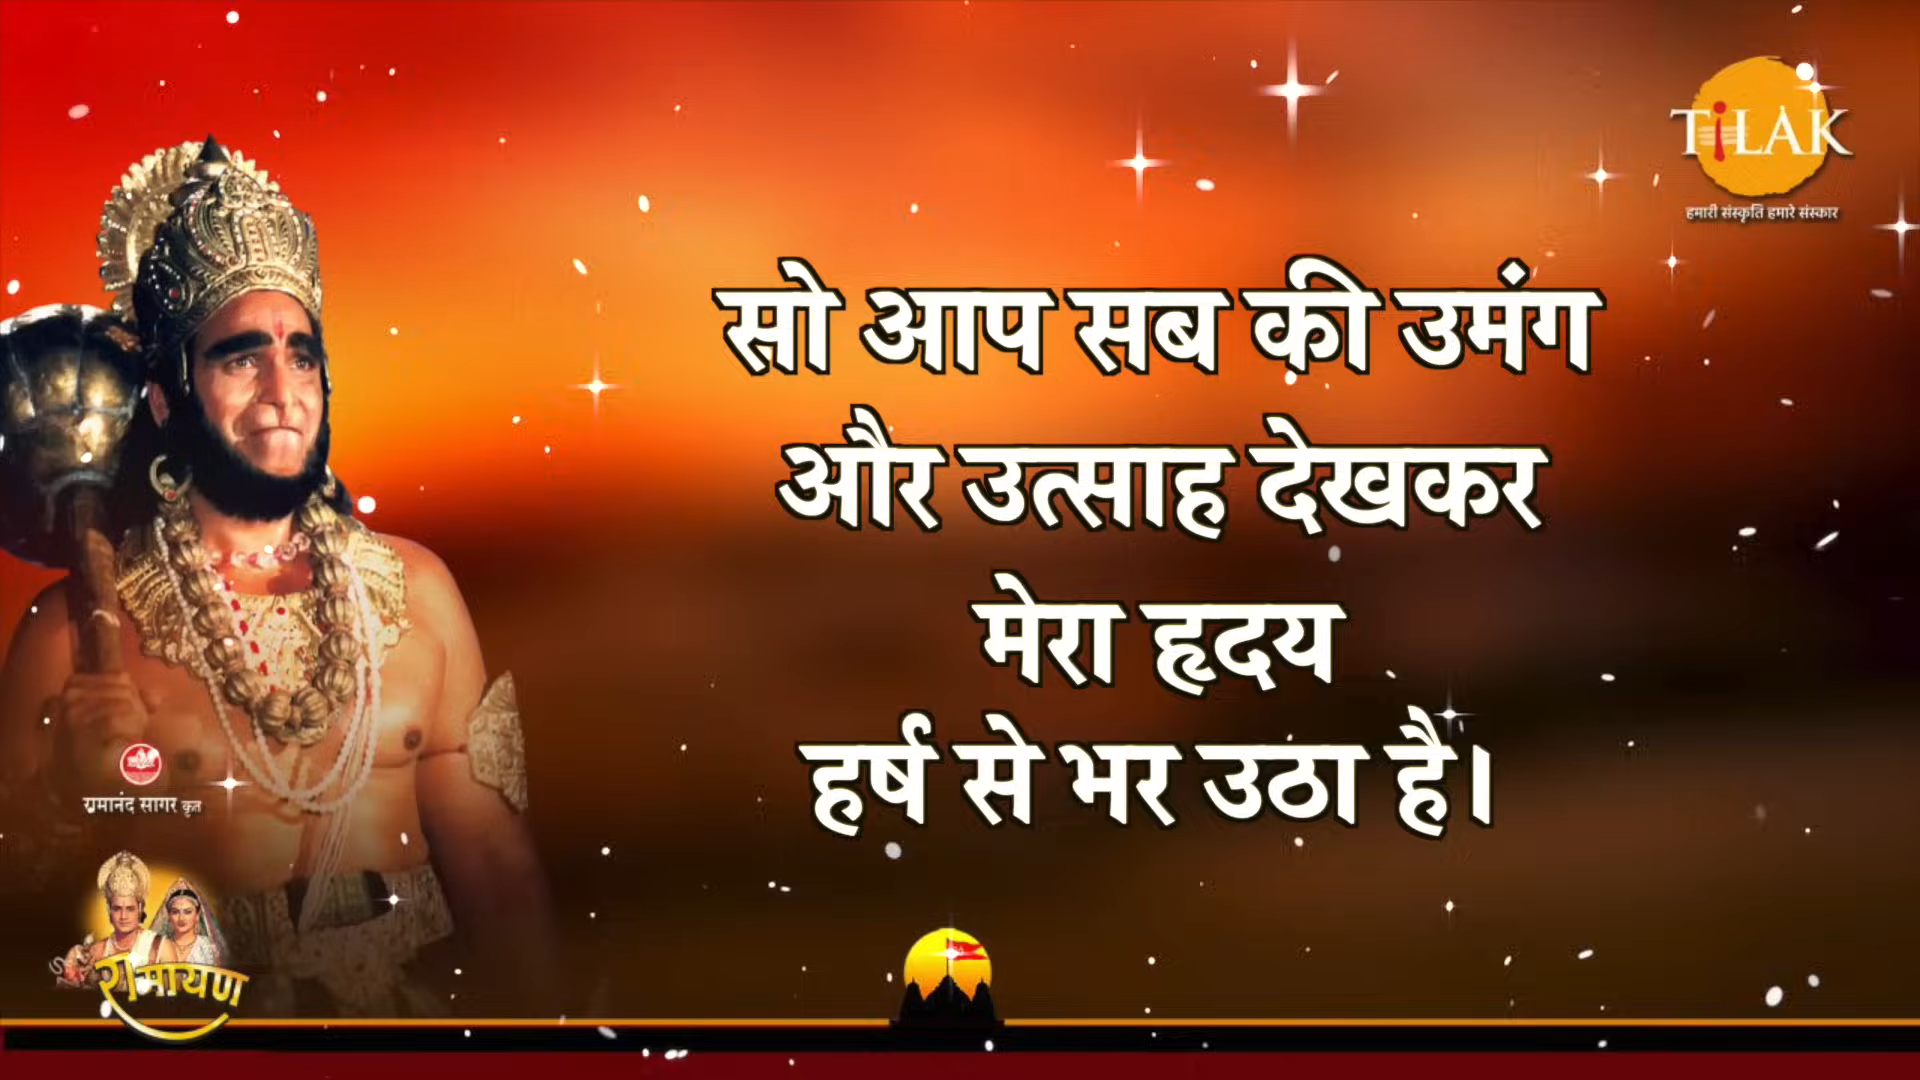 TiLAK
हमारी संस्कृति हमारे संस्कार
सो आप सब की उमंग
और उत्साह देखकर
मेरा हृदय
हर्ष से भर उठा है।
रामानंद सागर कृत
रामायण